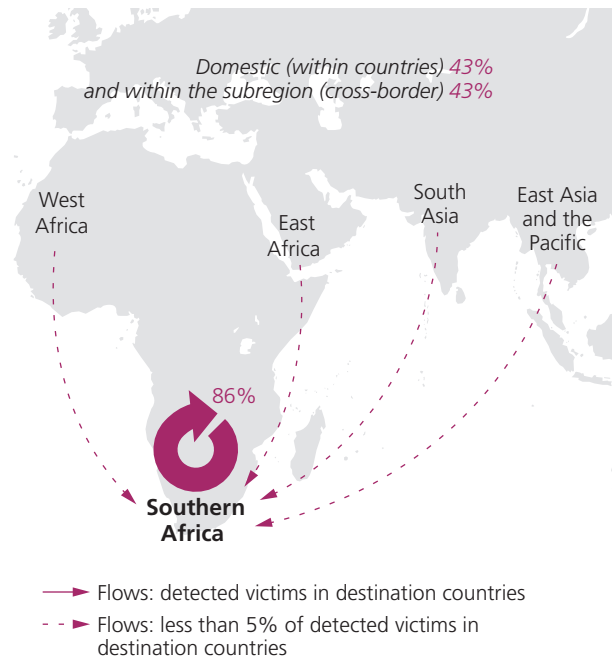 Domestic (within countries) 43%
and within the subregion (cross-border) 43%
West
Africa
East
Africa
South
Asia
East Asia
and the
Pacific
86%
Southern
Africa
Flows: detected victims in destination countries
Flows: less than 5% of detected victims in
destination countries